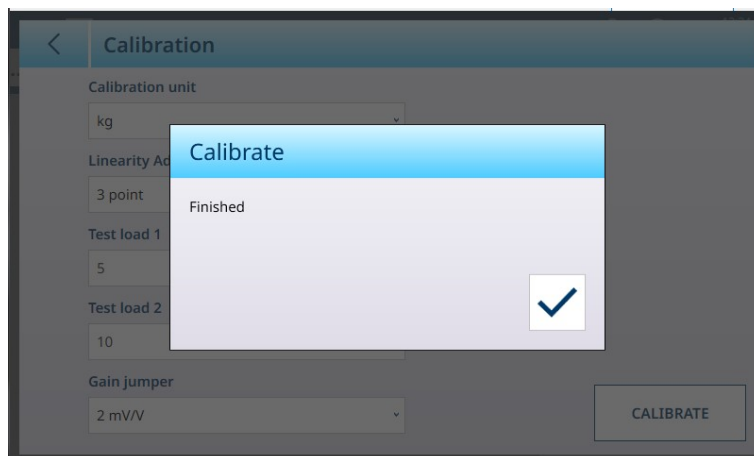 Calibration
Calibration unit
kg
Linearity Ad
3 point
Test load 1
5
Test load 2
10
Gain jumper
2 mV/V
Calibrate
Finished
CALIBRATE